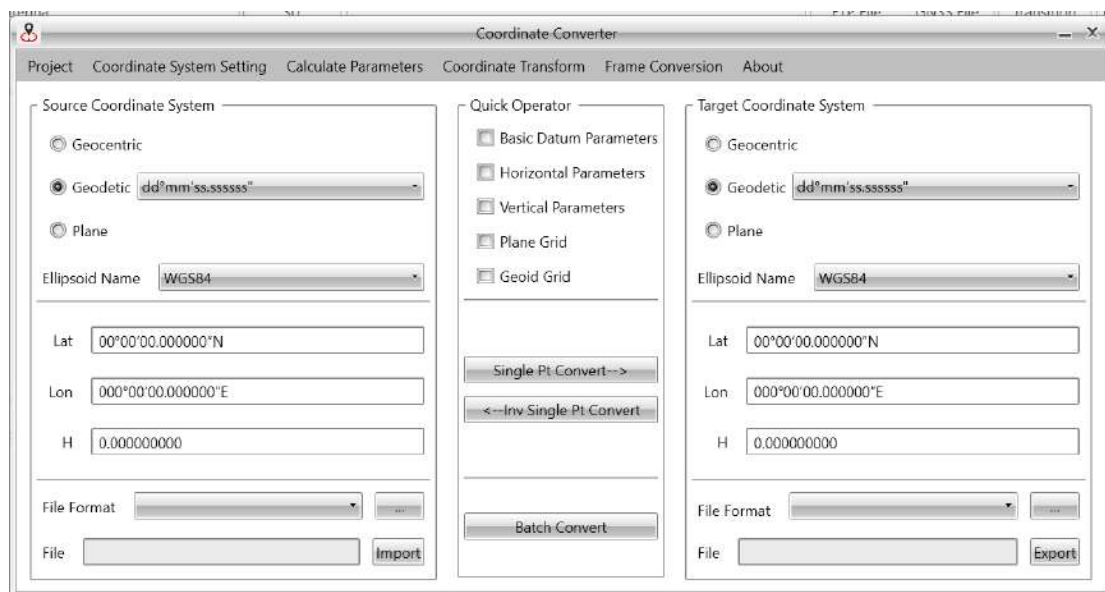 Coordinate Converter
Project Coordinate System Setting Calculate Parameters Coordinate Transform Frame Conversion About
Source Coordinate System
Geocentric
Geodetic dd°mm'ss.ssssss"
Plane
Ellipsoid Name WGS84
Lat 00°00'00.000000"N
Lon 000°00'00.000000"E
H 0.000000000
File Format ...
File Import
Quick Operator
Basic Datum Parameters
Horizontal Parameters
Vertical Parameters
Plane Grid
Geoid Grid
Single Pt Convert-->
<--Inv Single Pt Convert
Batch Convert
Target Coordinate System
Geocentric
Geodetic dd°mm'ss.ssssss"
Plane
Ellipsoid Name WGS84
Lat 00°00'00.000000"N
Lon 000°00'00.000000"E
H 0.000000000
File Format ...
File Export